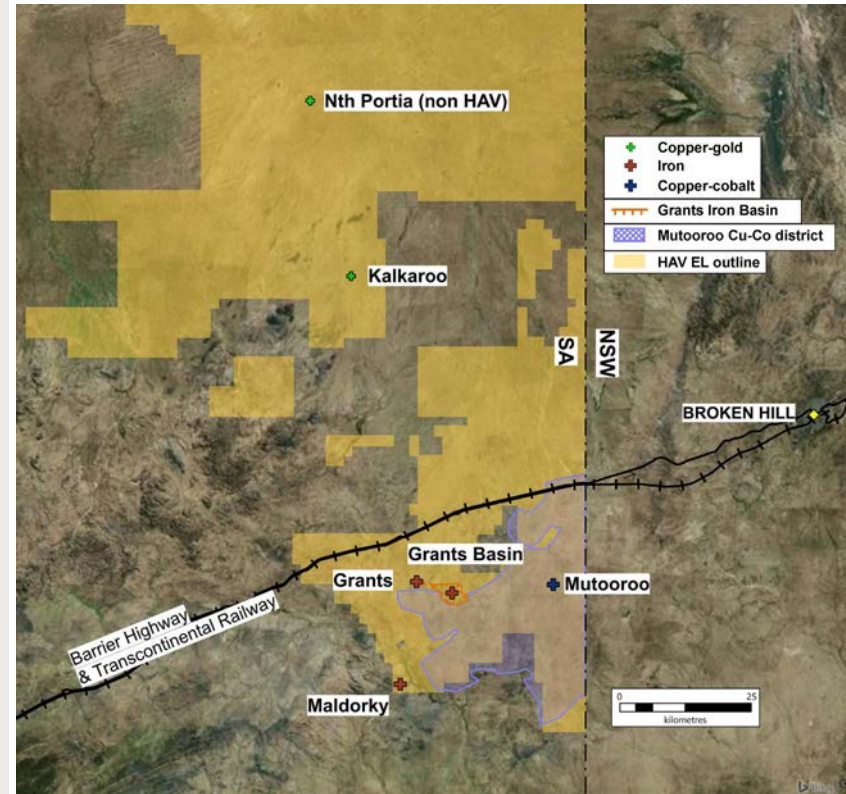 Nth Portia (non HAV)
Copper-gold
Iron
Copper-cobalt
Grants Iron Basin
Mutooroo Cu-Co district
HAV EL outline
Kalkaroo
SA
NSW
BROKEN HILL
Grants Basin
Grants
Mutooroo
Barrier Highway
& Transcontinental Railway
Maldorky
0 25
kilometres